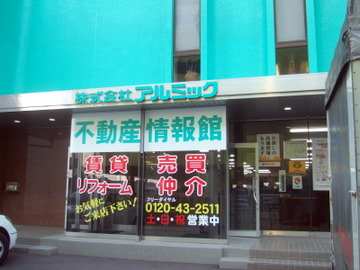 株式会社 アルミック
不動産情報館
賃貸 売買
リフォーム 仲介
お気軽に
ご来店下さい!
フリーダイヤル
0120-43-2511
土・日・祝 営業中